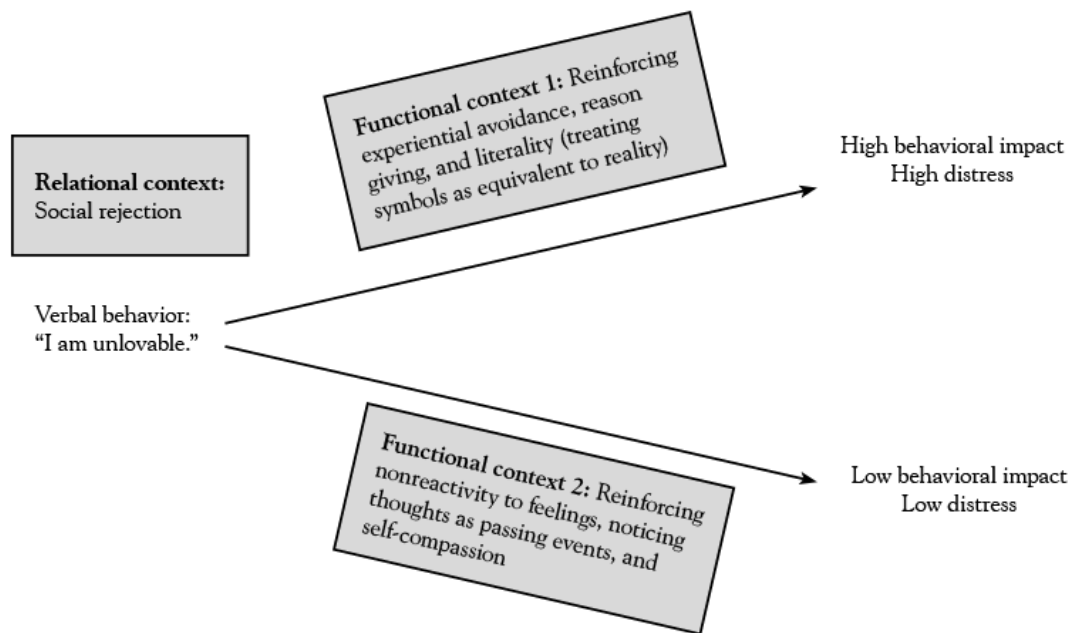 Relational context:
Social rejection
Verbal behavior:
“I am unlovable.”
Functional context 1: Reinforcing
experiential avoidance, reason
giving, and literality (treating
symbols as equivalent to reality)
High behavioral impact
High distress
Functional context 2: Reinforcing
nonreactivity to feelings, noticing
thoughts as passing events, and
self-compassion
Low behavioral impact
Low distress